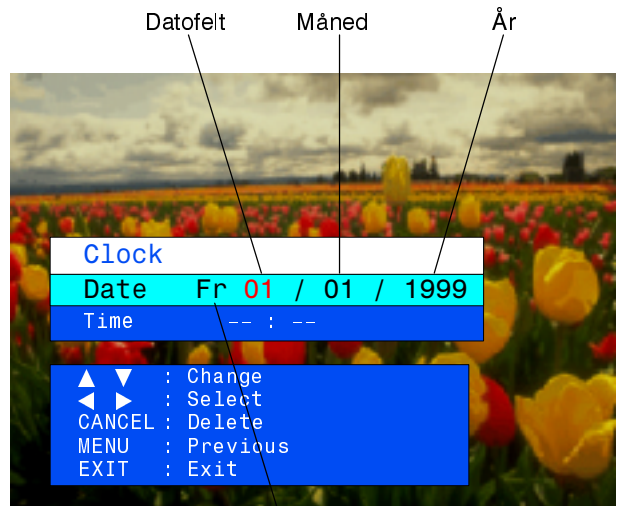 Datofelt Måned År
Clock
Date Fr 01 / 01 / 1999
Time -- : --
▲ ▼ : Change
◀ ▶ : Select
CANCEL : Delete
MENU : Previous
EXIT : Exit